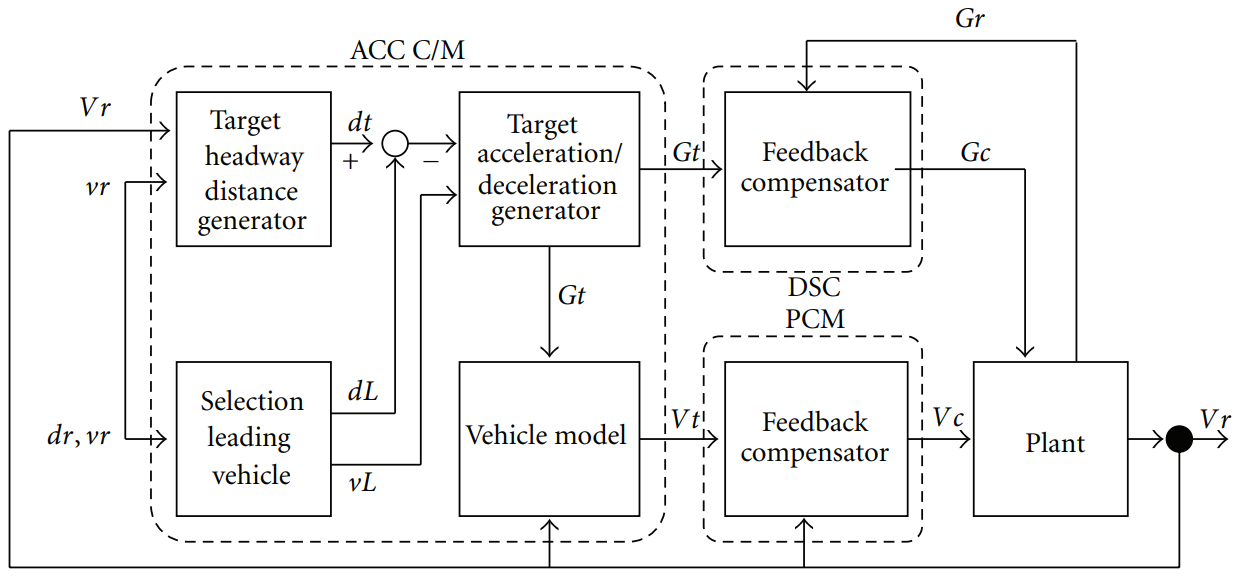 Gr
ACC C/M
Vr
Target
headway
distance
generator
dt
+
−
Target
acceleration/
deceleration
generator
Gt
Feedback
compensator
Gc
vr
Gt
DSC
PCM
dr, vr
Selection
leading
vehicle
dL
vL
Vehicle model
Vt
Feedback
compensator
Vc
Plant
Vr